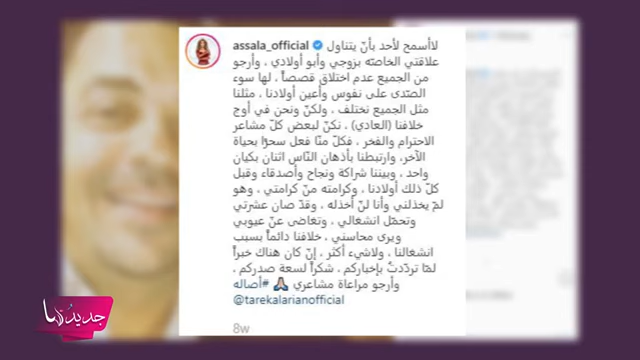 assala_official لاأسمح لأحد بأنّ يتناول
علاقتي الخاصّه بزوجي وأبو أولادي ، وأرجو
من الجميع عدم اختلاق قصصاً ، لها سوء
الصّدى على نفوس وأعين أولادنا ، مثلنا
مثل الجميع نختلف ، ولكنّ ونحن في أوج
خلافنا (العادي) ، نكنّ لبعض كلّ مشاعر
الاحترام والفخر ، فكلّ منّا فعل سحرًا بحياة
الآخر، وارتبطنا بأذهان النّاس اثنان بكيان
واحد ، وبيننا شراكة ونجاح وأصدقاء وقبل
كلّ ذلك أولادنا ، وكرامته منّ كرامتي ، وهو
لمّ يخذلني وأنا لنّ أخذله ، وقدّ صان عشرتي
وتحمّل انشغالي ، وتغاضى عنّ عيوبي
ويرى محاسني ، خلافنا دائماً بسبب
انشغالنا ، ولاشيء أكثر ، إنّ كان هناك خبراً
لمّا تردّدتُ بإخباركم ، شكراً لسعة صدركم ،
وأرجو مراعاة مشاعري 🙏🏻 #أصاله
@tarekalarianofficial
8w
جديدنا